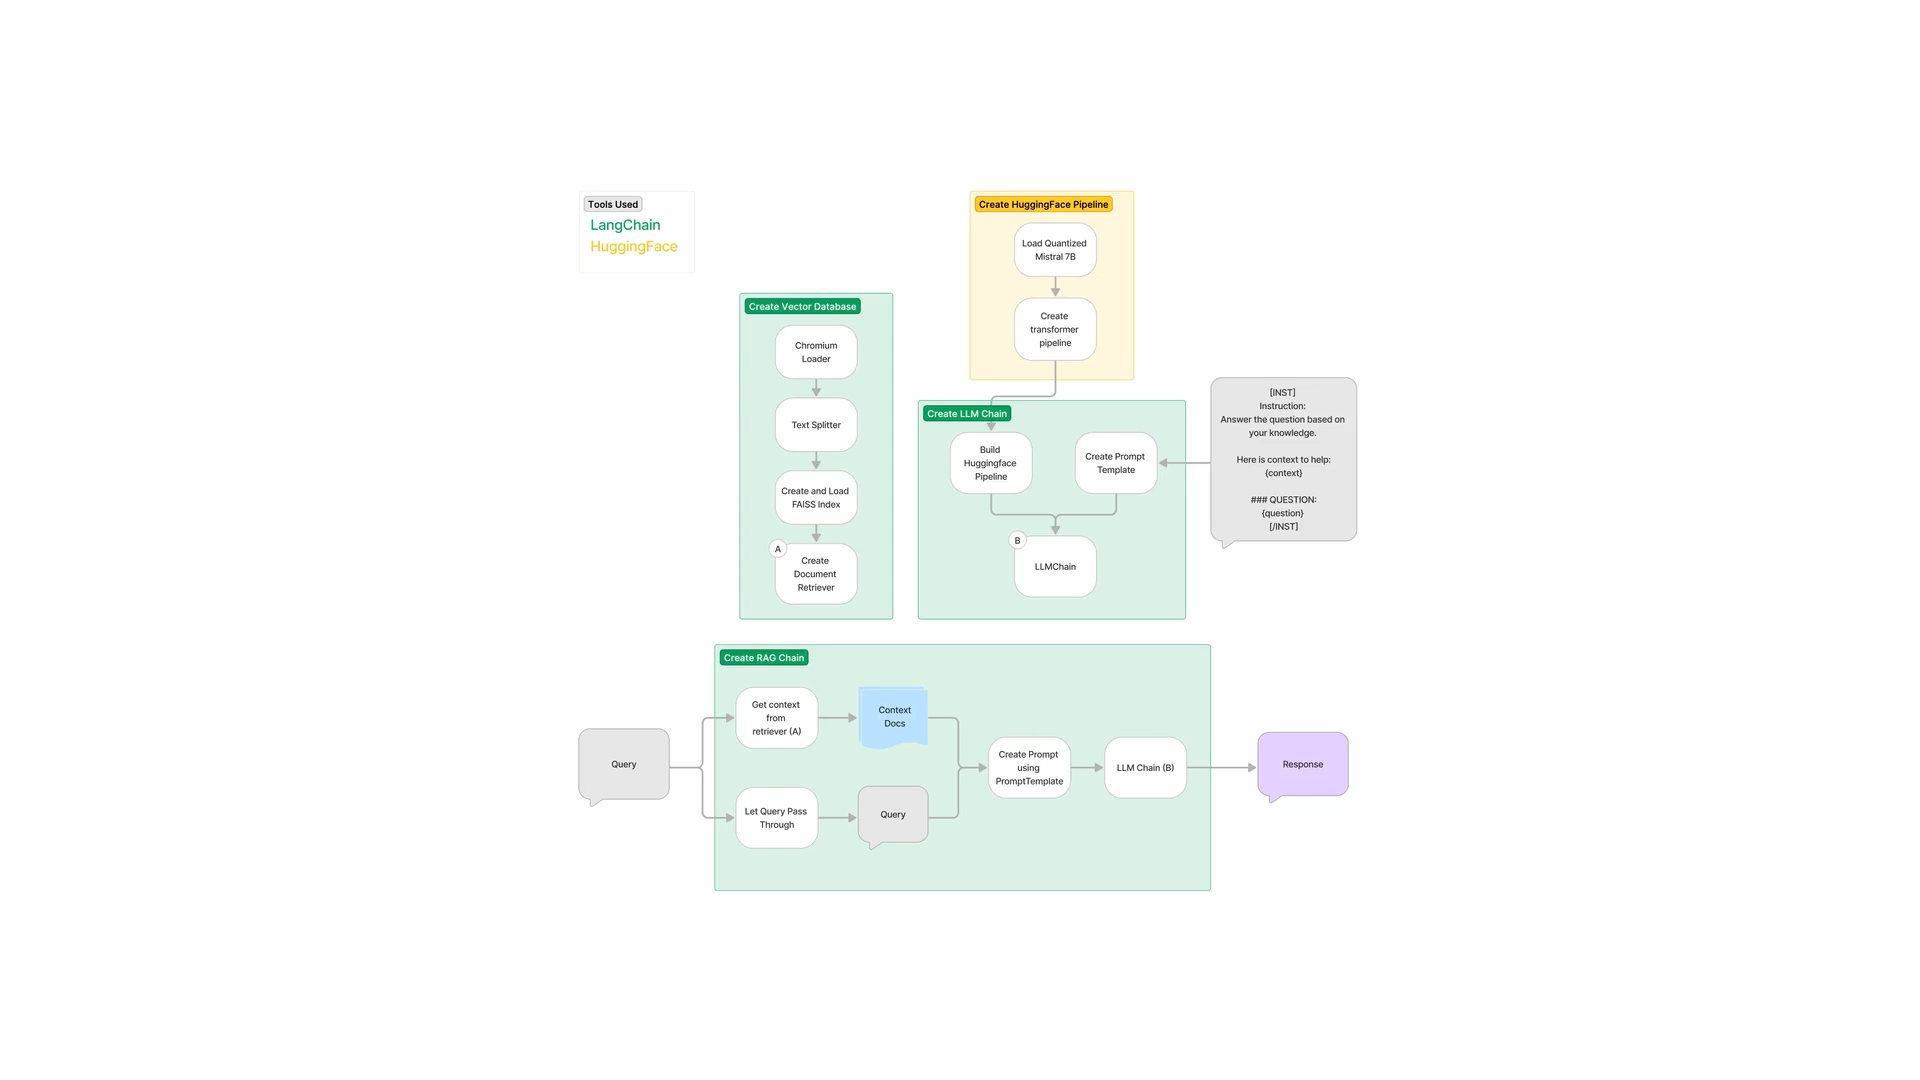 Tools Used
LangChain
HuggingFace
Create HuggingFace Pipeline
Load Quantized
Mistral 7B
Create
transformer
pipeline
Create Vector Database
Chromium
Loader
Text Splitter
Create and Load
FAISS Index
A
Create
Document
Retriever
Create LLM Chain
Build
Huggingface
Pipeline
Create Prompt
Template
B
LLMChain
[INST]
Instruction:
Answer the question based on
your knowledge.
Here is context to help:
{context}
### QUESTION:
{question}
[/INST]
Create RAG Chain
Query
Get context
from
retriever (A)
Context
Docs
Let Query Pass
Through
Query
Create Prompt
using
PromptTemplate
LLM Chain (B)
Response